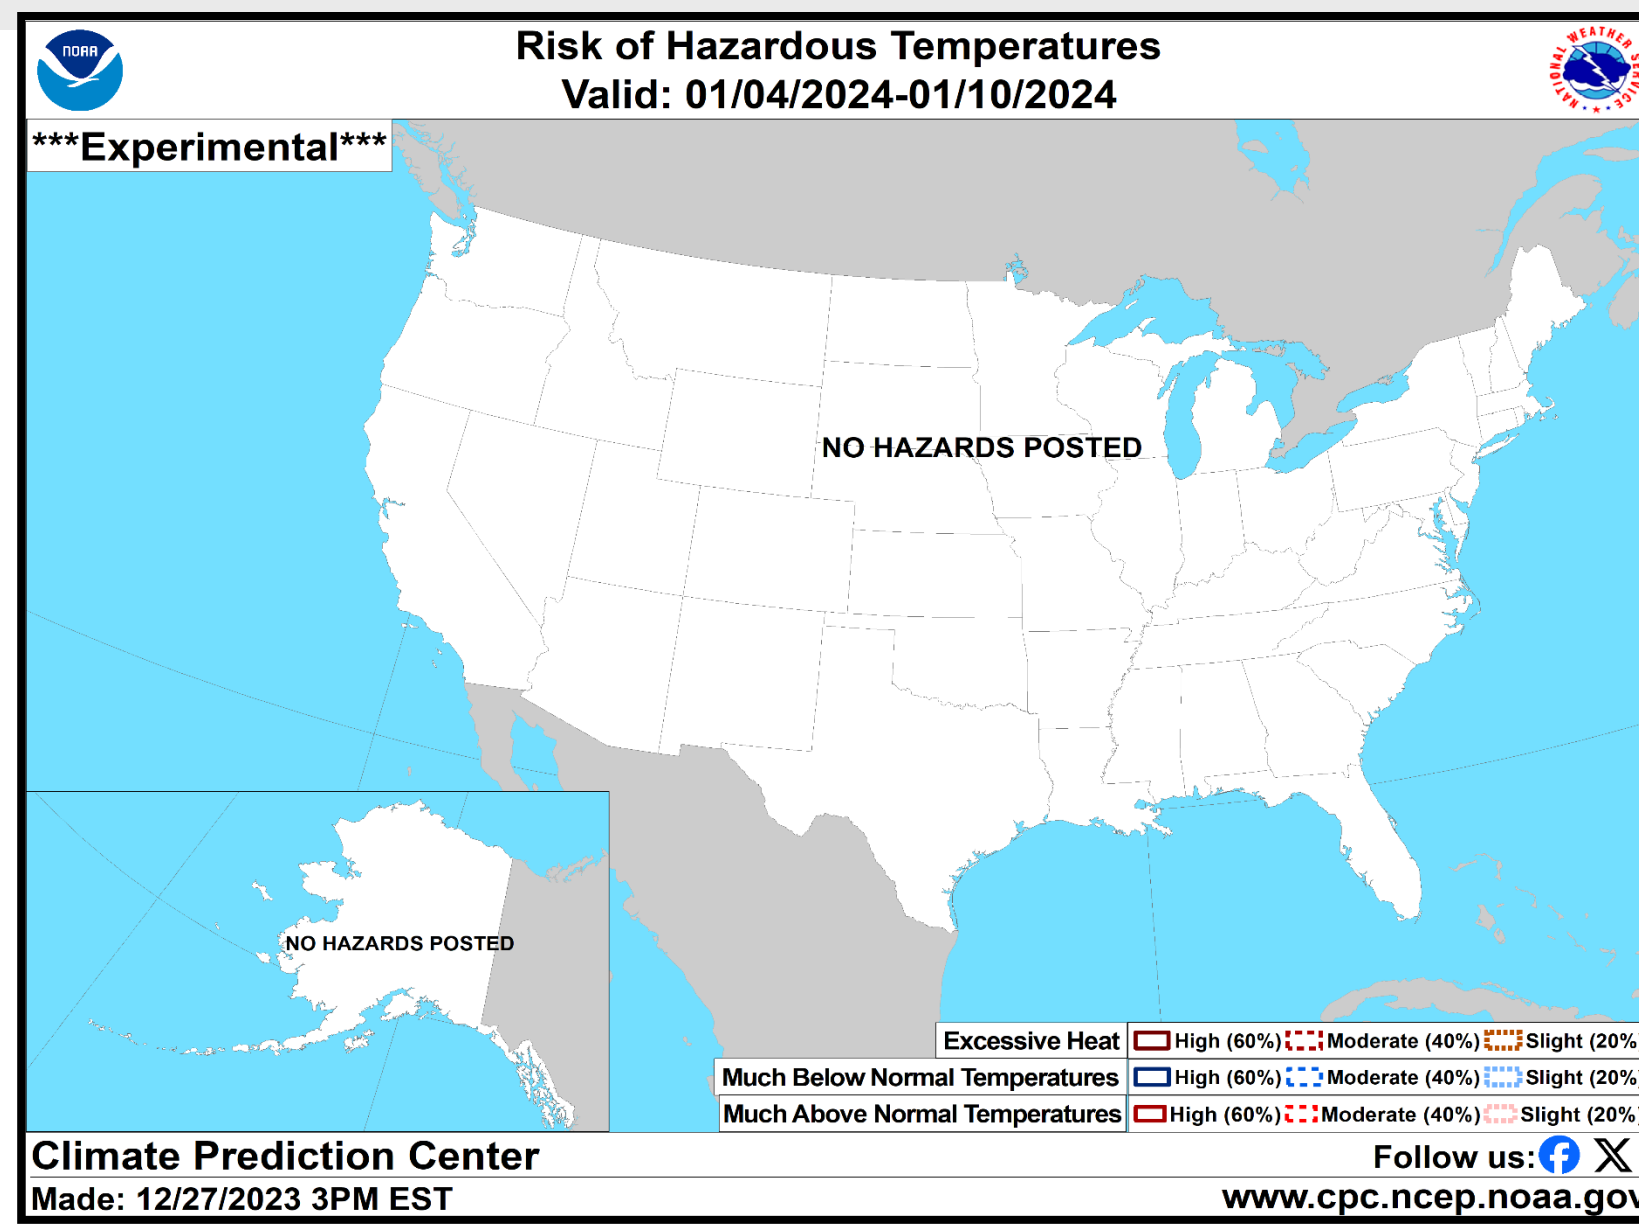 NOAA
Risk of Hazardous Temperatures
Valid: 01/04/2024-01/10/2024
NATIONAL WEATHER SERVICE
***Experimental***
NO HAZARDS POSTED
NO HAZARDS POSTED
Excessive Heat High (60%) Moderate (40%) Slight (20%)
Much Below Normal Temperatures High (60%) Moderate (40%) Slight (20%)
Much Above Normal Temperatures High (60%) Moderate (40%) Slight (20%)
Climate Prediction Center
Follow us:
Made: 12/27/2023 3PM EST
www.cpc.ncep.noaa.gov